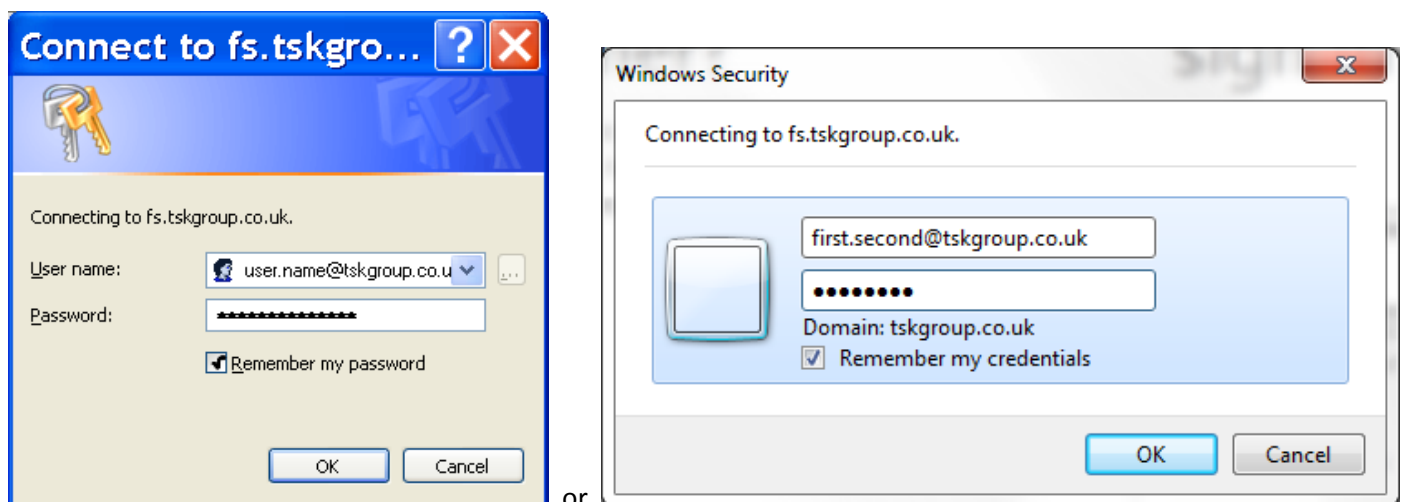 Connect to fs.tskgro...
Connecting to fs.tskgroup.co.uk.
User name:
user.name@tskgroup.co.u
...
Password:
**************
Remember my password
OK Cancel
or
Windows Security
Connecting to fs.tskgroup.co.uk.
first.second@tskgroup.co.uk
●●●●●●●●
Domain: tskgroup.co.uk
Remember my credentials
OK Cancel